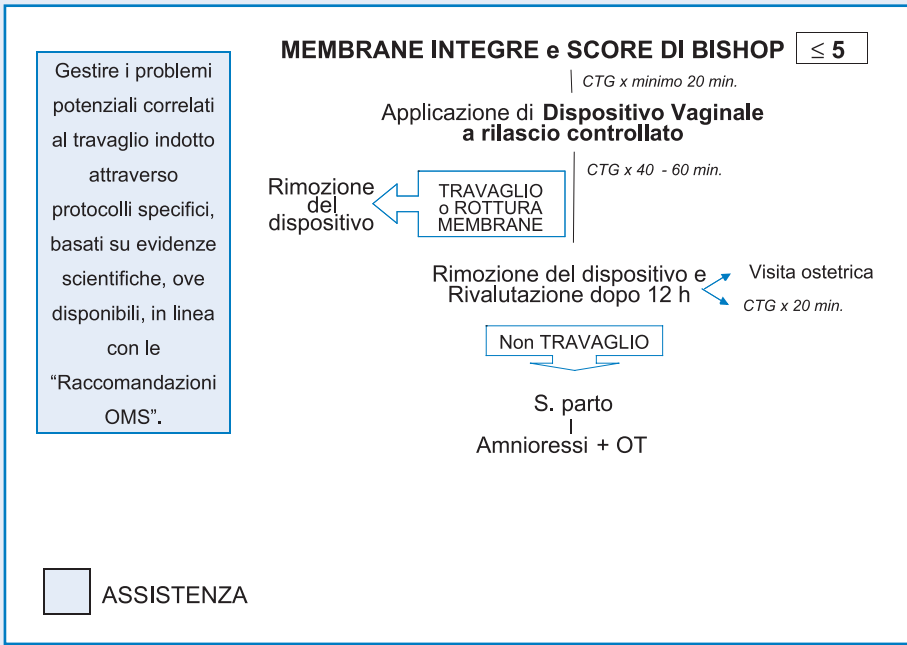 Gestire i problemi
potenziali correlati
al travaglio indotto
attraverso
protocolli specifici,
basati su evidenze
scientifiche, ove
disponibili, in linea
con le
“Raccomandazioni
OMS”.
MEMBRANE INTEGRE e SCORE DI BISHOP ≤ 5
CTG x minimo 20 min.
Applicazione di Dispositivo Vaginale
a rilascio controllato
CTG x 40 - 60 min.
Rimozione
del
dispositivo
TRAVAGLIO
o ROTTURA
MEMBRANE
Rimozione del dispositivo e
Rivalutazione dopo 12 h
Visita ostetrica
CTG x 20 min.
Non TRAVAGLIO
S. parto
Amnioressi + OT
ASSISTENZA